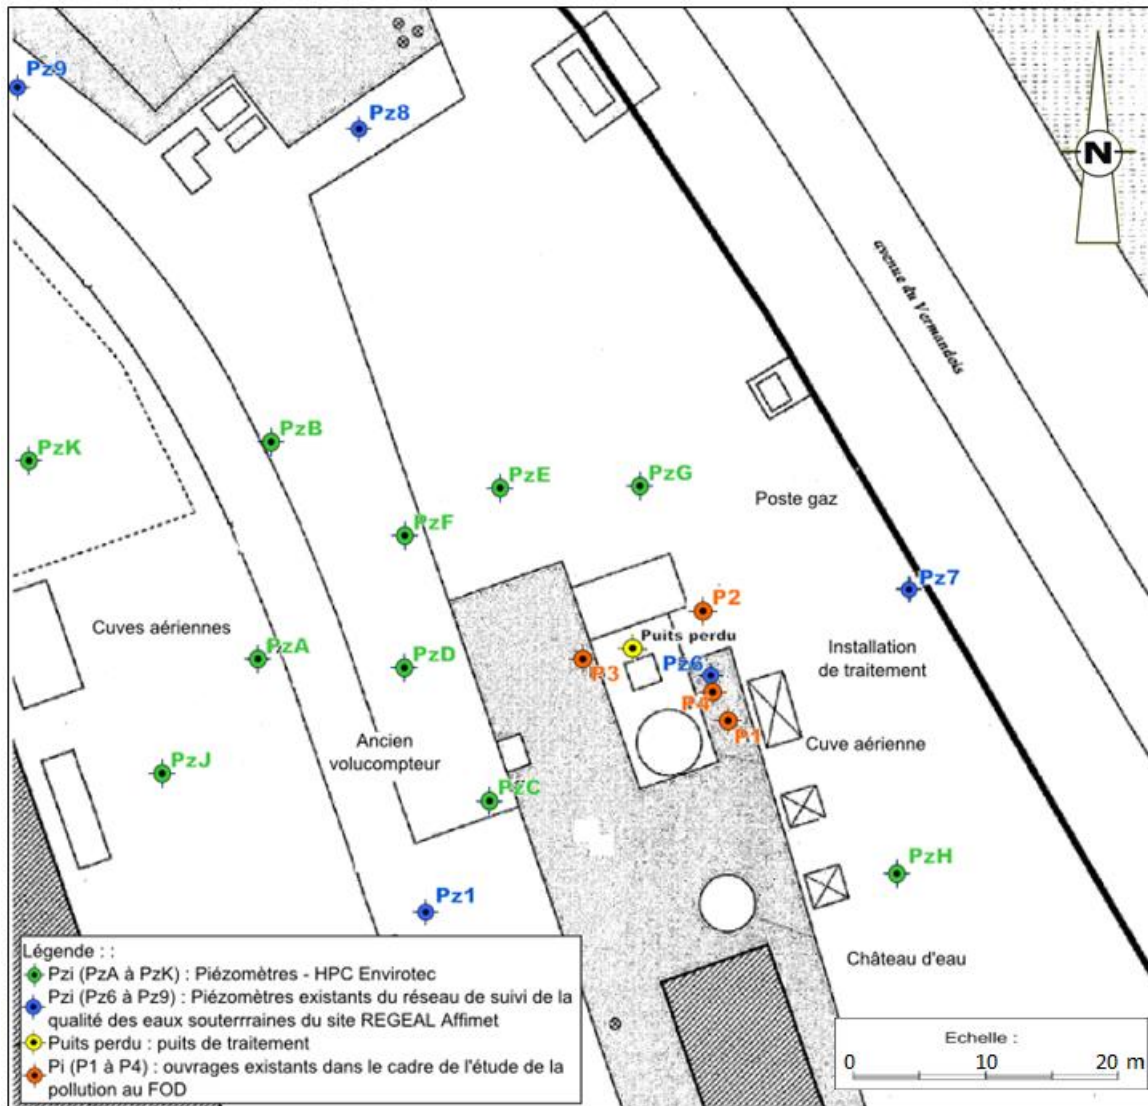 Pz9
Pz8
N
avenue du Vermandois
PzB
PzK
PzE
PzG
Poste gaz
PzF
Pz7
P2
Cuves aériennes
Puits perdu
Installation
de traitement
PzA
PzD
P3
Pz6
P4
P1
Ancien
volucompteur
Cuve aérienne
PzJ
PzC
PzH
Pz1
Château d'eau
Légende : :
Pzi (PzA à PzK) : Piézomètres - HPC Envirotec
Pzi (Pz6 à Pz9) : Piézomètres existants du réseau de suivi de la
qualité des eaux souterrraines du site REGEAL Affimet
Puits perdu : puits de traitement
Pi (P1 à P4) : ouvrages existants dans le cadre de l'étude de la
pollution au FOD
Echelle :
0 10 20 m